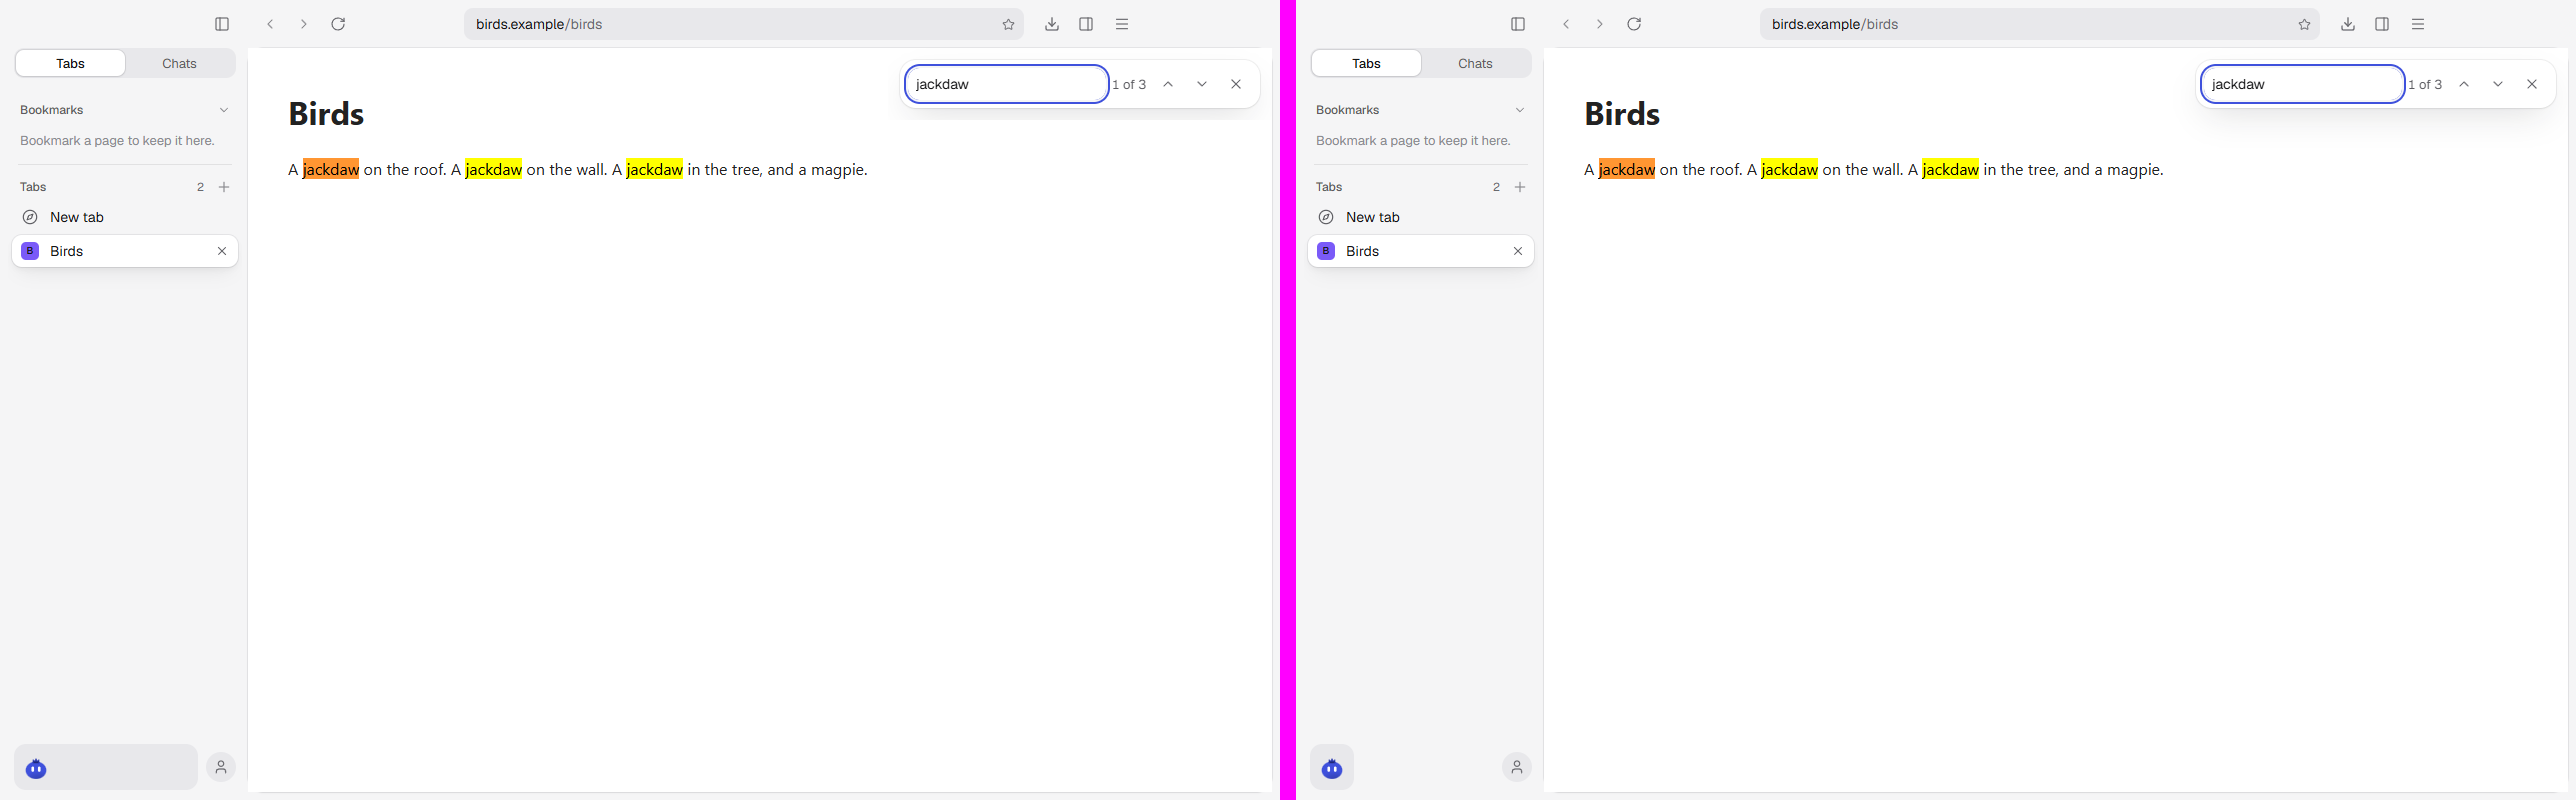 birds.example/birds
Tabs Chats
jackdaw 1 of 3
Bookmarks
Birds
Bookmark a page to keep it here.
A jackdaw on the roof. A jackdaw on the wall. A jackdaw in the tree, and a magpie.
Tabs 2
New tab
B Birds
birds.example/birds
Tabs Chats
jackdaw 1 of 3
Bookmarks
Birds
Bookmark a page to keep it here.
A jackdaw on the roof. A jackdaw on the wall. A jackdaw in the tree, and a magpie.
Tabs 2
New tab
B Birds